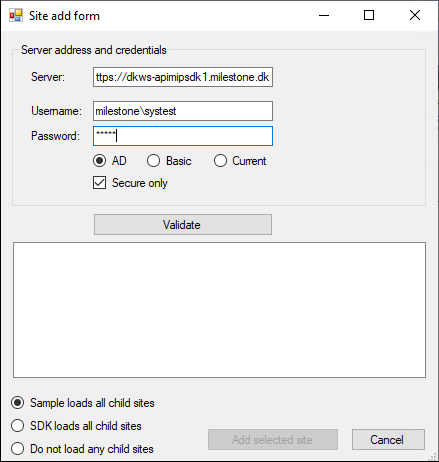 Site add form
Server address and credentials
Server: ttps://dkws-apimipsdk1.milestone.dk
Username: milestone\systest
Password: *****
AD Basic Current
Secure only
Validate
Sample loads all child sites
SDK loads all child sites
Do not load any child sites
Add selected site Cancel